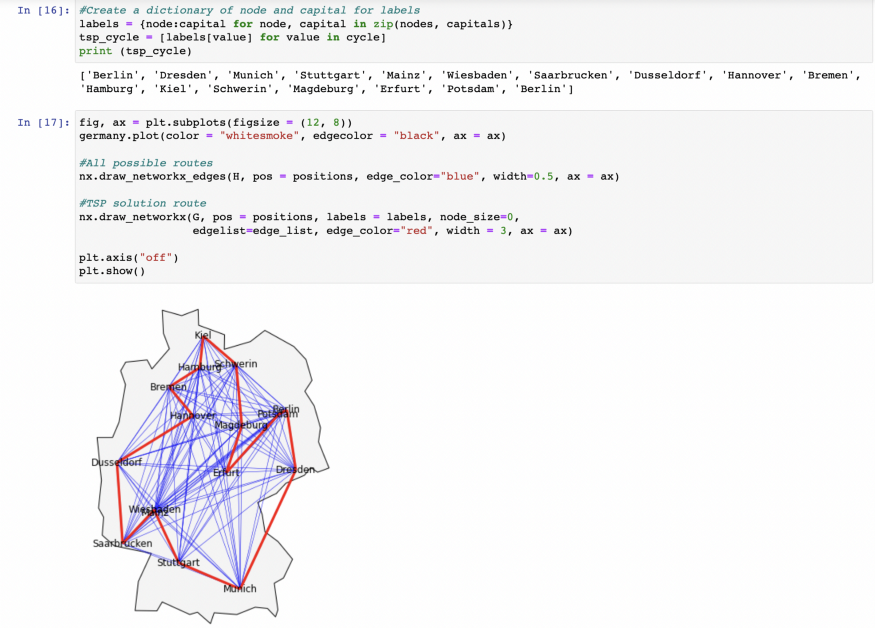 In [16]: #Create a dictionary of node and capital for labels
labels = {node:capital for node, capital in zip(nodes, capitals)}
tsp_cycle = [labels[value] for value in cycle]
print (tsp_cycle)
['Berlin', 'Dresden', 'Munich', 'Stuttgart', 'Mainz', 'Wiesbaden', 'Saarbrucken', 'Dusseldorf', 'Hannover', 'Bremen',
'Hamburg', 'Kiel', 'Schwerin', 'Magdeburg', 'Erfurt', 'Potsdam', 'Berlin']
In [17]: fig, ax = plt.subplots(figsize = (12, 8))
germany.plot(color = "whitesmoke", edgecolor = "black", ax = ax)
#All possible routes
nx.draw_networkx_edges(H, pos = positions, edge_color="blue", width=0.5, ax = ax)
#TSP solution route
nx.draw_networkx(G, pos = positions, labels = labels, node_size=0,
edgelist=edge_list, edge_color="red", width = 3, ax = ax)
plt.axis("off")
plt.show()
Kiel
Hamburg Schwerin
Bremen
Berlin
Hannover Potsdam
Magdeburg
Dusseldorf Erfurt Dresden
Wiesbaden
Mainz
Saarbrucken
Stuttgart
Munich